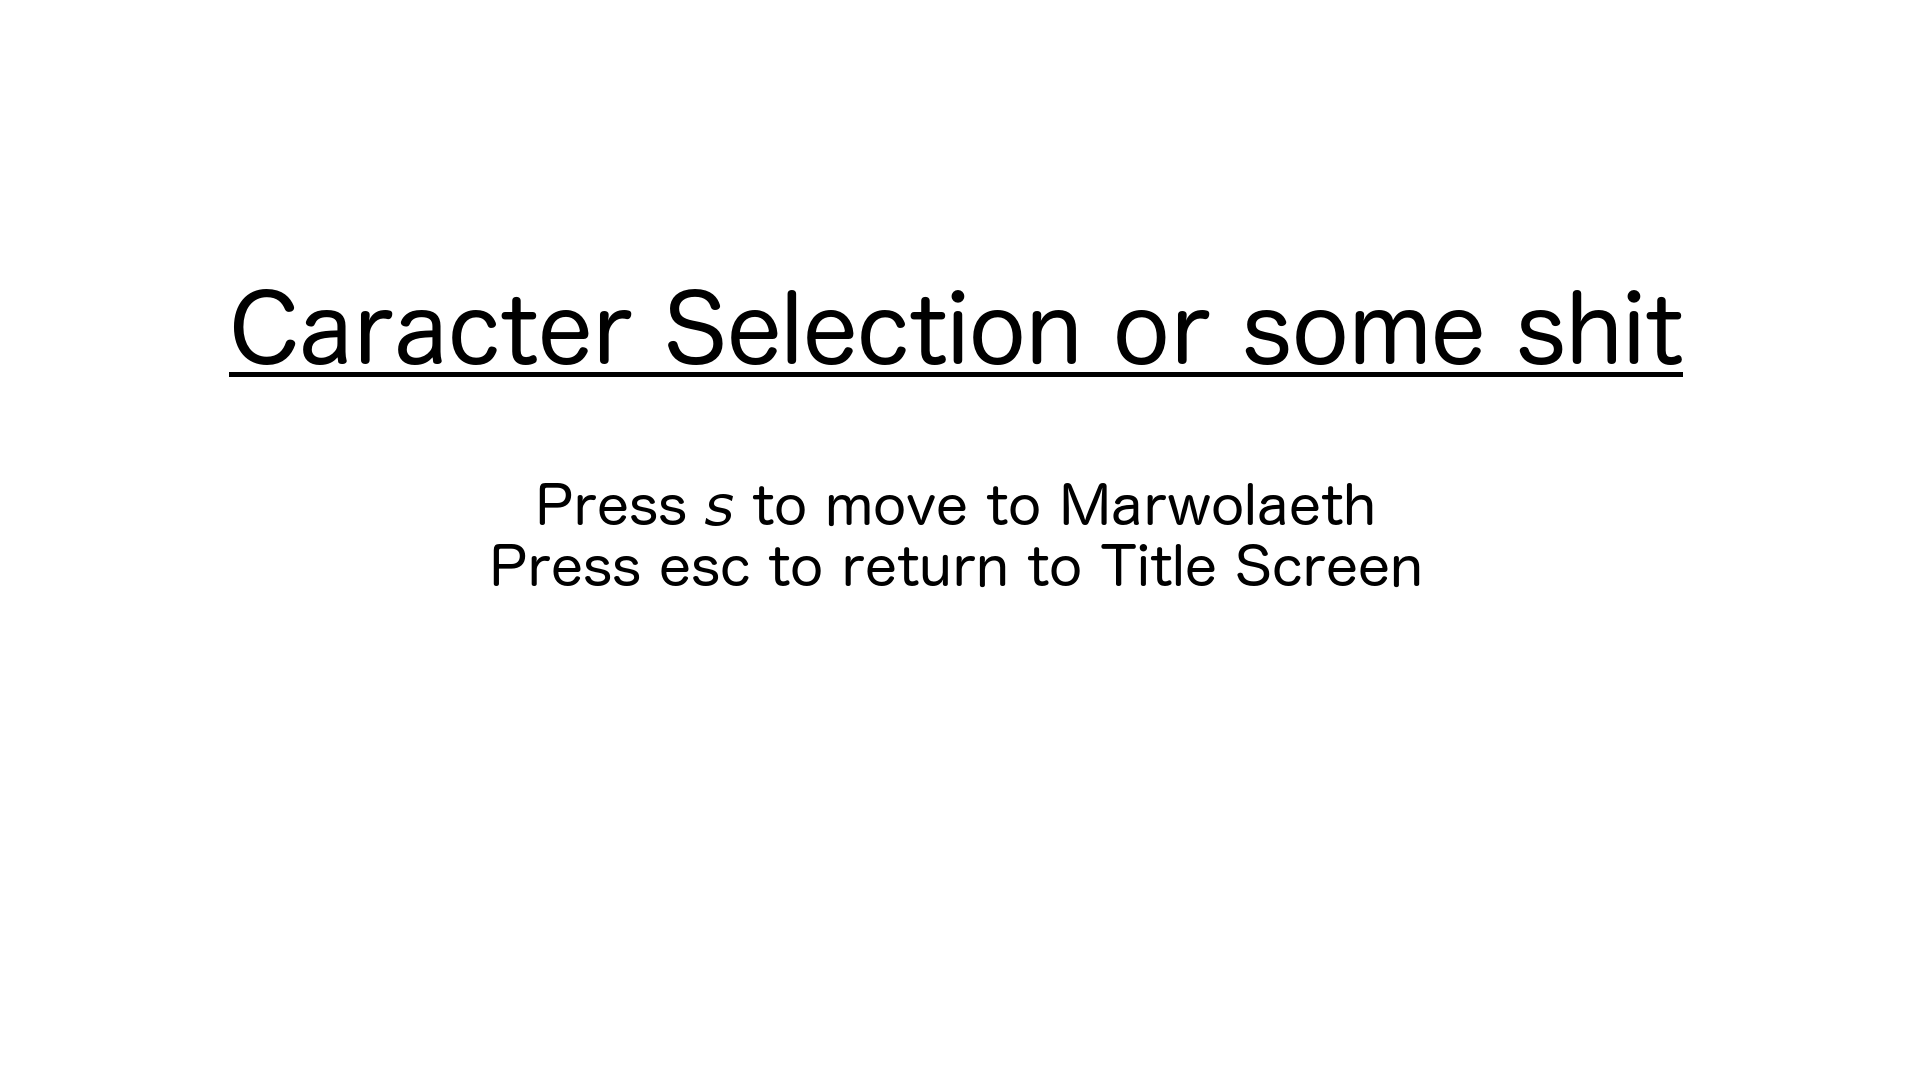 Caracter Selection or some shit
Press s to move to Marwolaeth
Press esc to return to Title Screen